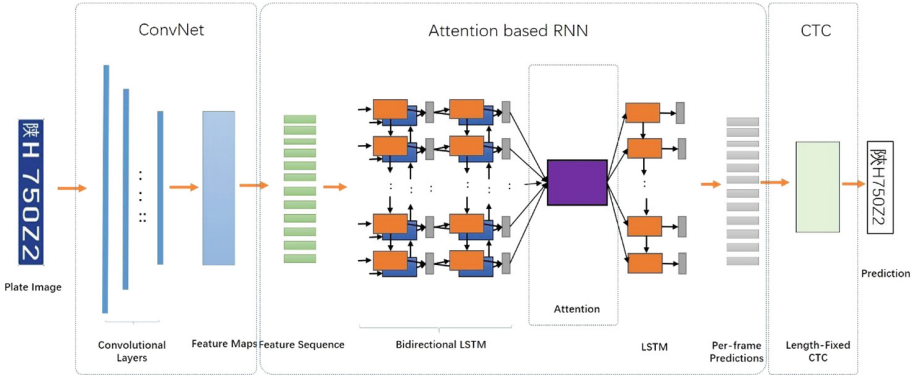 ConvNet
Attention based RNN
CTC
陕H 750Z2
Plate Image
Convolutional
Layers
Feature Maps
Feature Sequence
Bidirectional LSTM
Attention
LSTM
Per-frame
Predictions
Length-Fixed
CTC
陕H750Z2
Prediction